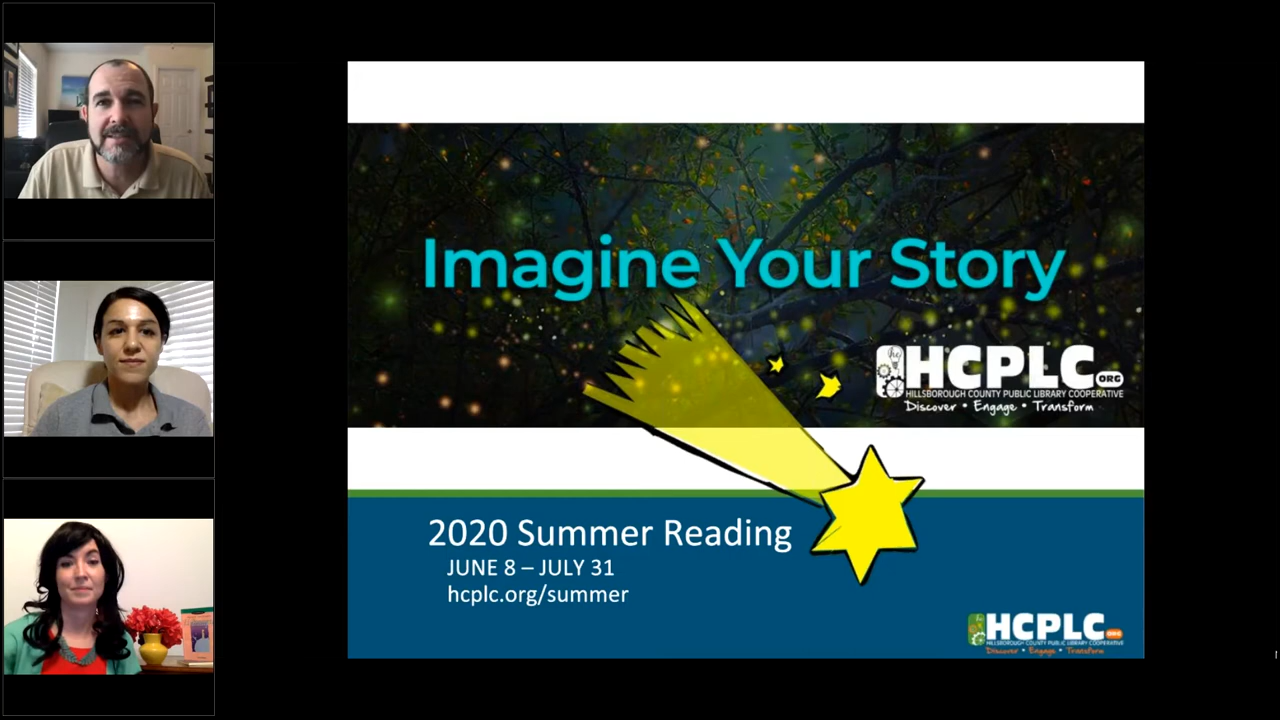 Imagine Your Story
HCPLC.ORG
HILLSBOROUGH COUNTY PUBLIC LIBRARY COOPERATIVE
Discover • Engage • Transform
2020 Summer Reading
JUNE 8 – JULY 31
hcplc.org/summer
HCPLC.ORG
HILLSBOROUGH COUNTY PUBLIC LIBRARY COOPERATIVE
Discover • Engage • Transform